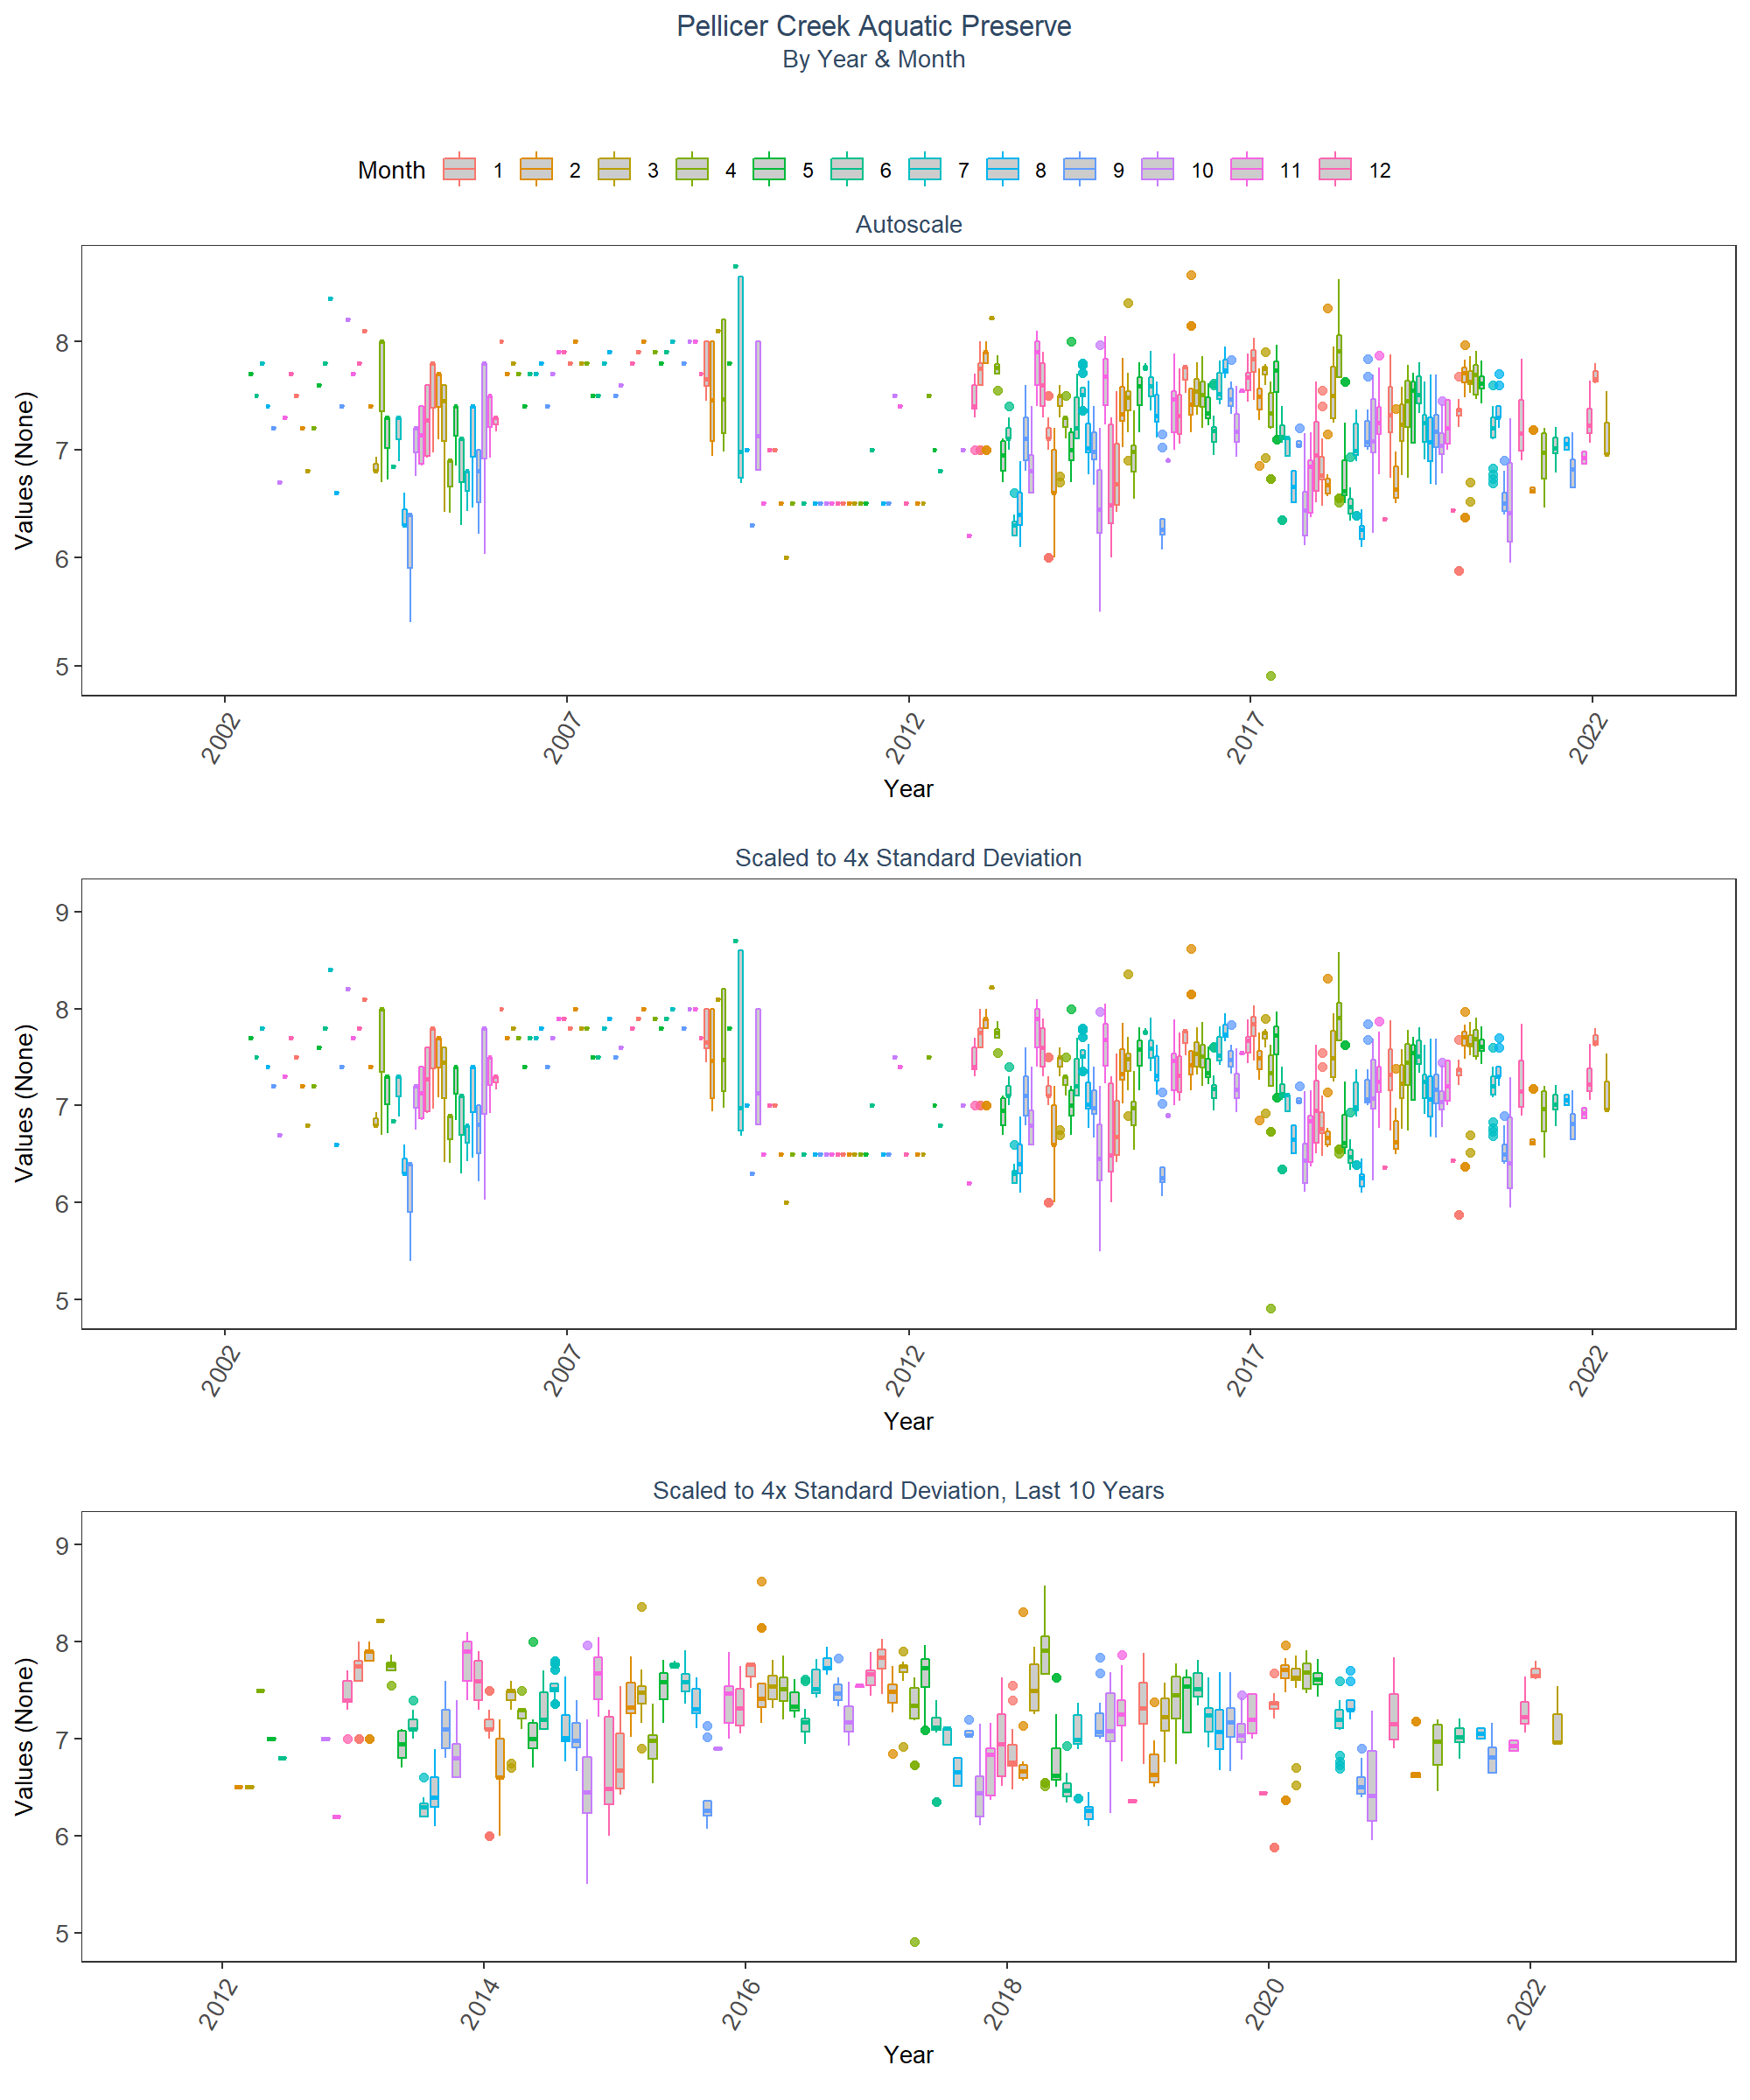 Pellicer Creek Aquatic Preserve
By Year & Month
Month 1 2 3 4 5 6 7 8 9 10 11 12
Autoscale
Values (None)
8
7
6
5
2002 2007 2012 2017 2022
Year
Scaled to 4x Standard Deviation
Values (None)
9
8
7
6
5
2002 2007 2012 2017 2022
Year
Scaled to 4x Standard Deviation, Last 10 Years
Values (None)
9
8
7
6
5
2012 2014 2016 2018 2020 2022
Year